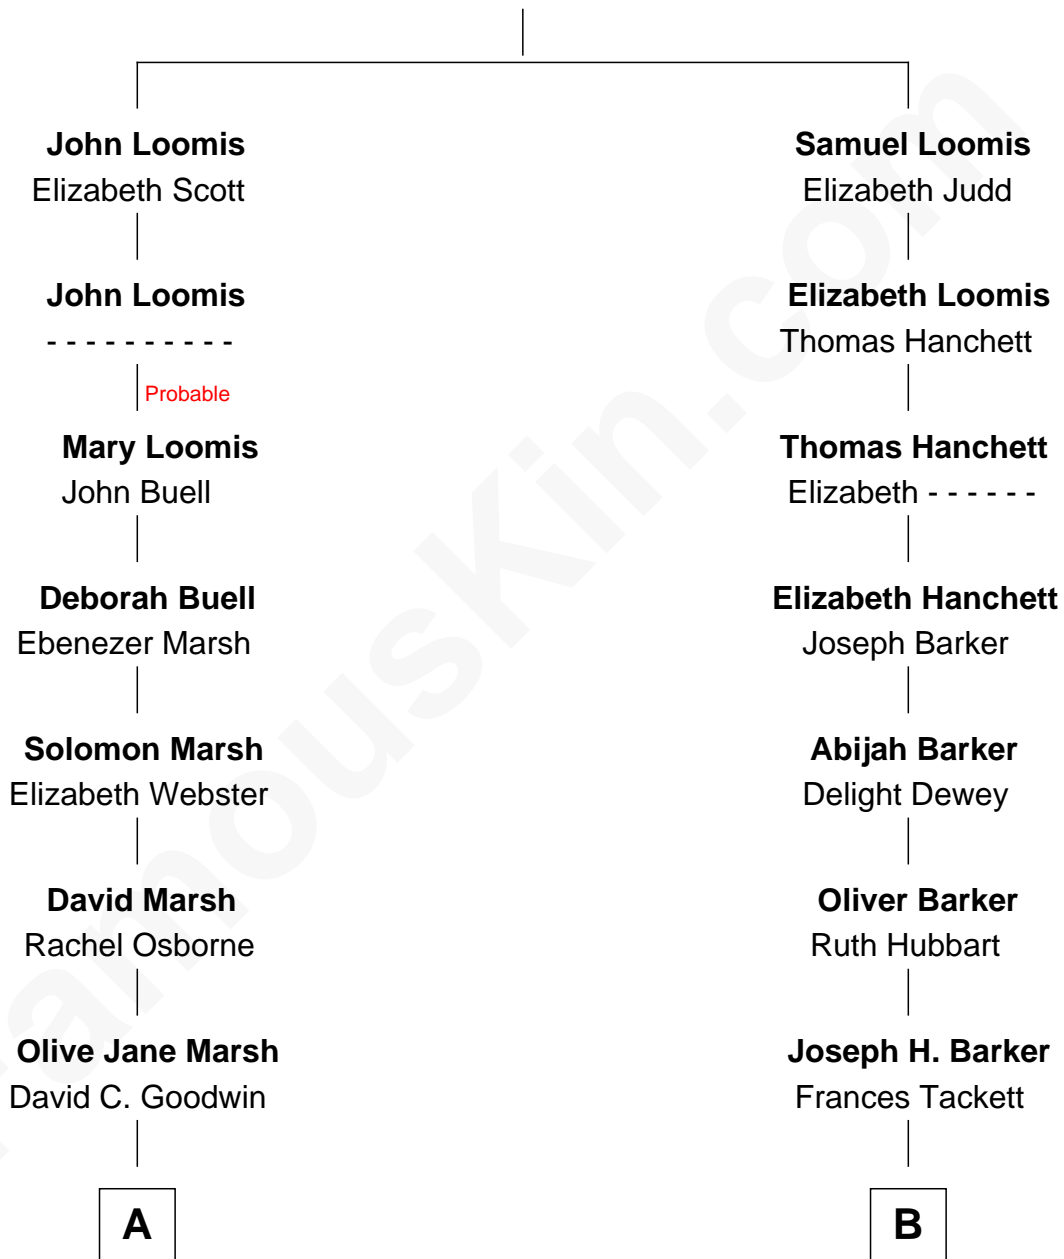 John Loomis
Elizabeth Scott
John Loomis
- - - - - - - - - -
Probable
Mary Loomis
John Buell
Deborah Buell
Ebenezer Marsh
Solomon Marsh
Elizabeth Webster
David Marsh
Rachel Osborne
Olive Jane Marsh
David C. Goodwin
A
Samuel Loomis
Elizabeth Judd
Elizabeth Loomis
Thomas Hanchett
Thomas Hanchett
Elizabeth - - - - - -
Elizabeth Hanchett
Joseph Barker
Abijah Barker
Delight Dewey
Oliver Barker
Ruth Hubbart
Joseph H. Barker
Frances Tackett
B
FamousKin.com